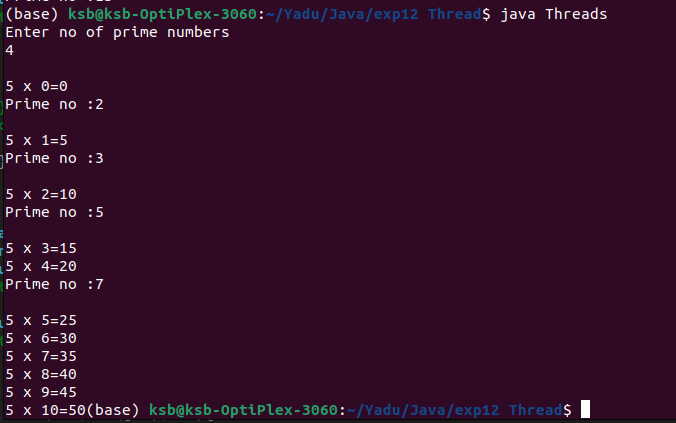 (base) ksb@ksb-OptiPlex-3060:~/Yadu/Java/exp12 Thread$ java Threads
Enter no of prime numbers
4
5 x 0=0
Prime no :2
5 x 1=5
Prime no :3
5 x 2=10
Prime no :5
5 x 3=15
5 x 4=20
Prime no :7
5 x 5=25
5 x 6=30
5 x 7=35
5 x 8=40
5 x 9=45
5 x 10=50(base) ksb@ksb-OptiPlex-3060:~/Yadu/Java/exp12 Thread$